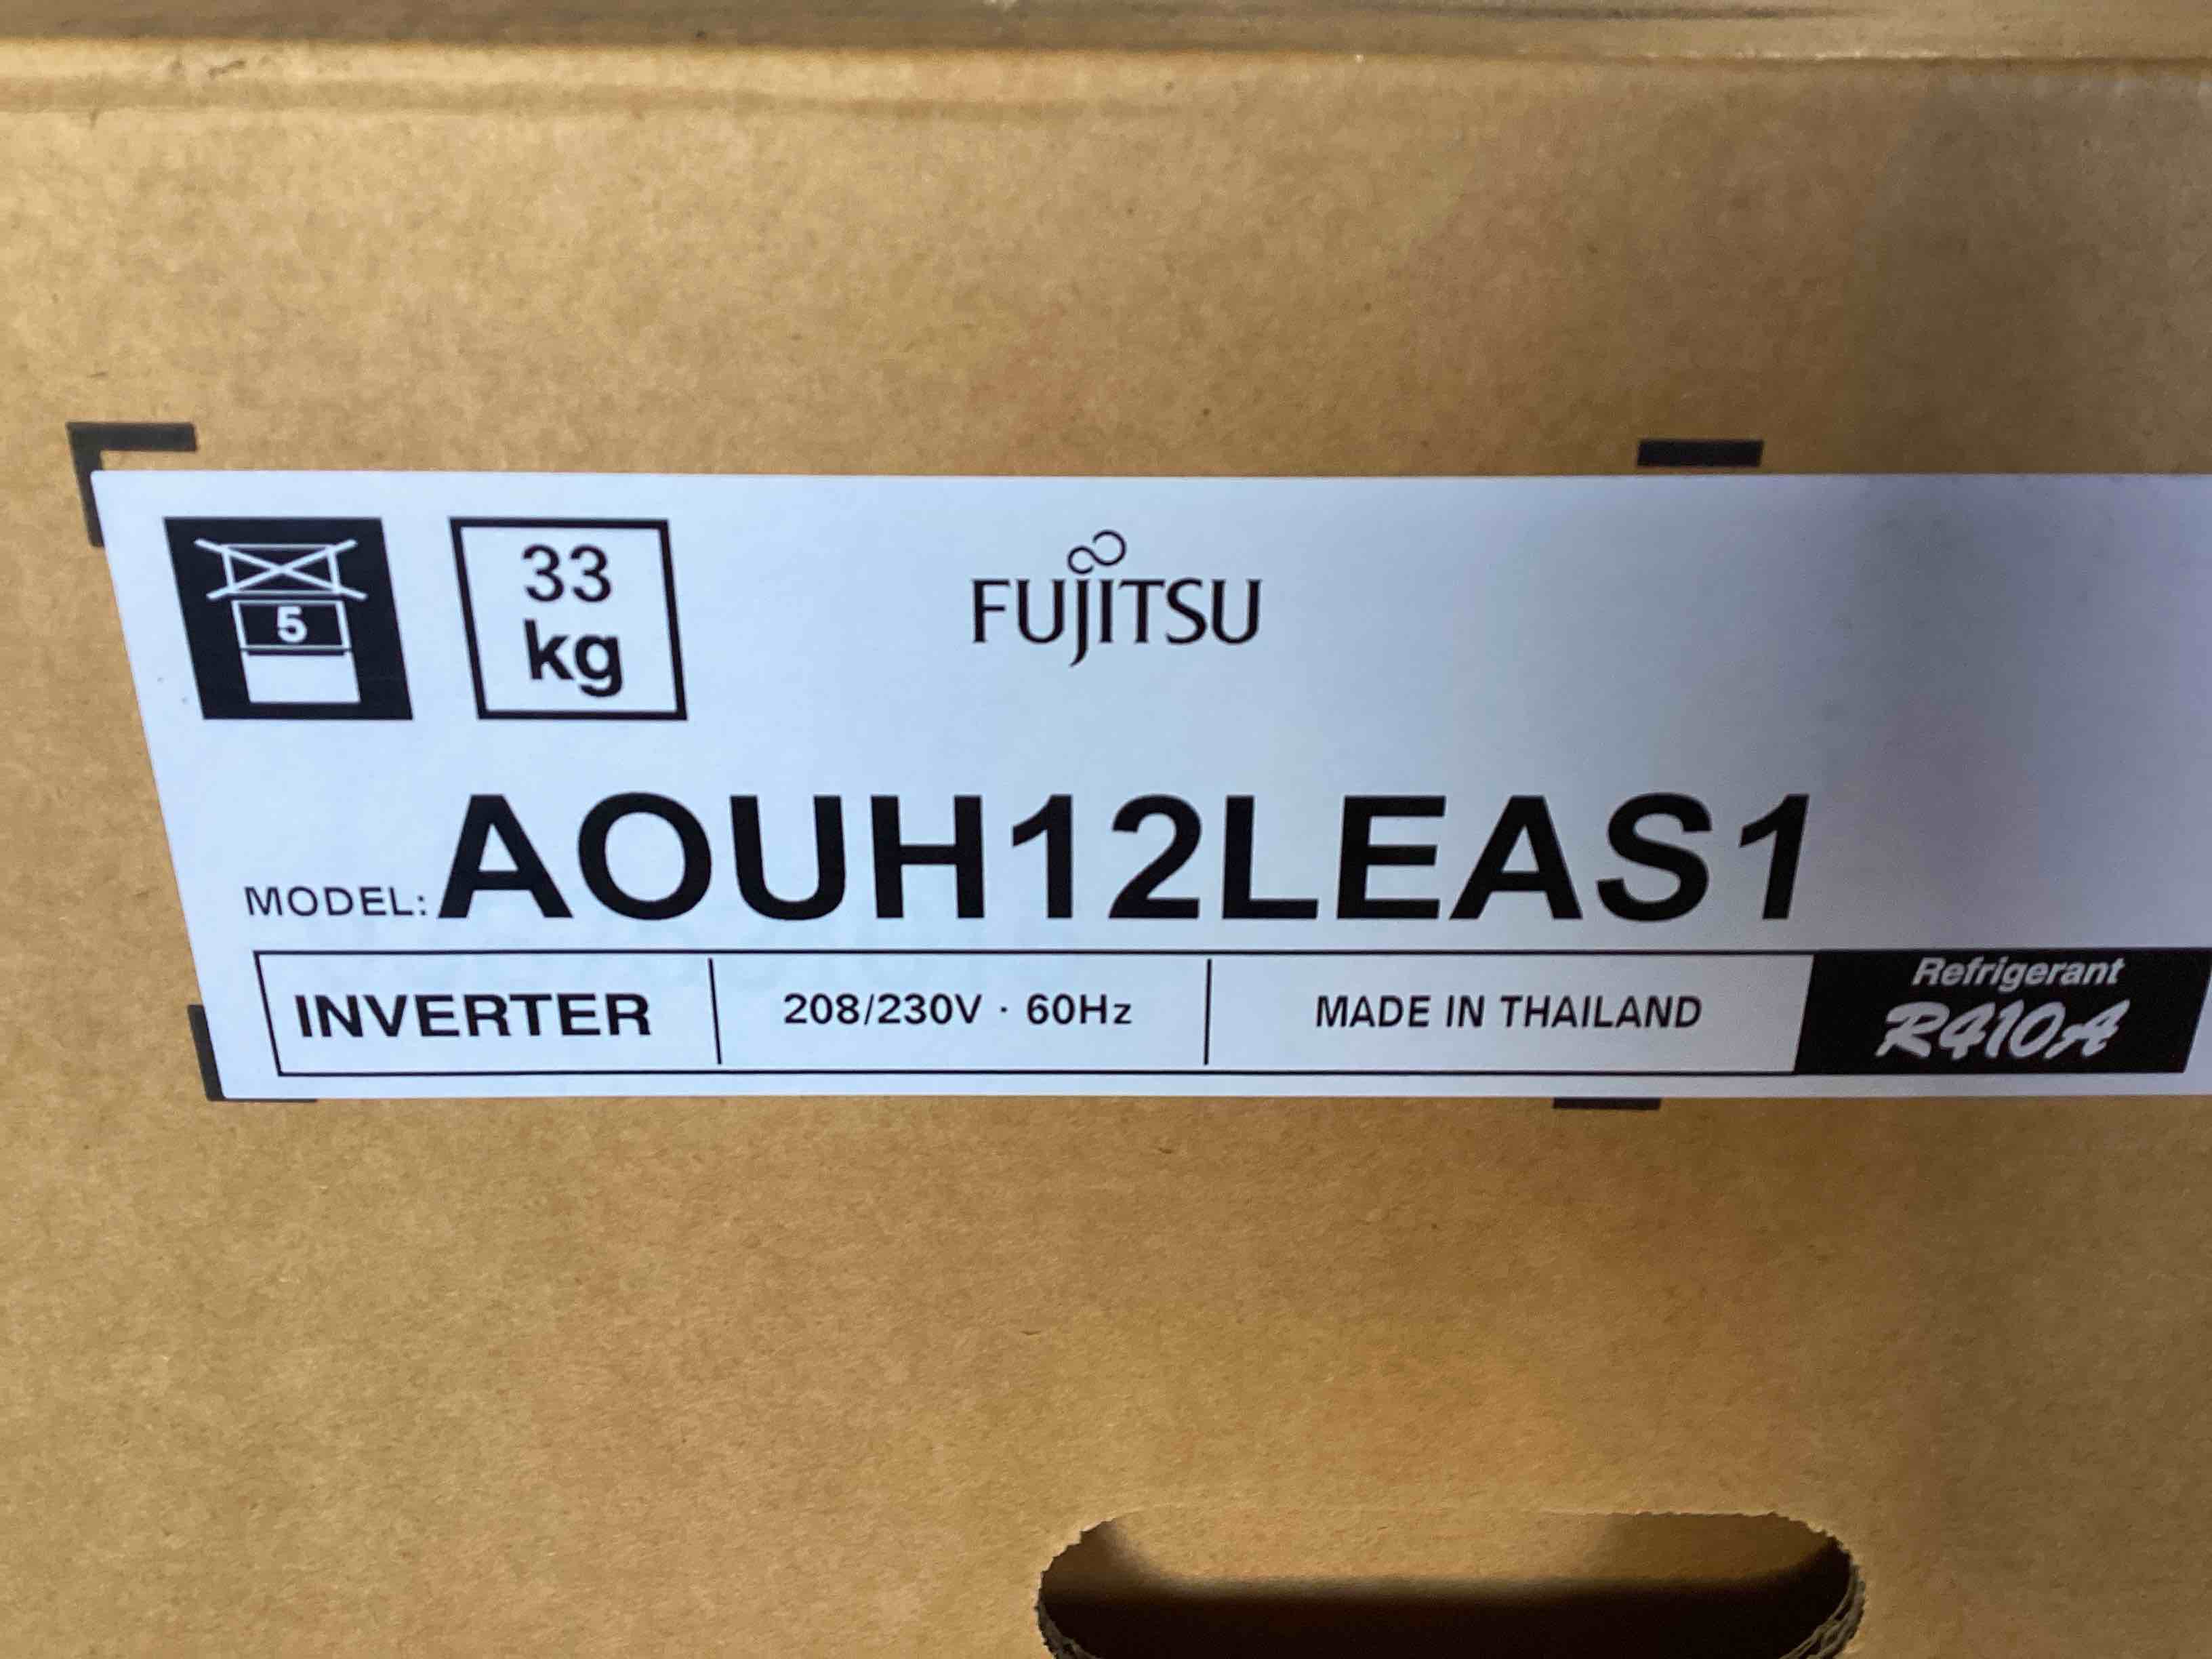 5
33
kg
FUJITSU
MODEL: AOUH12LEAS1
INVERTER
208/230V · 60Hz
MADE IN THAILAND
Refrigerant
R410A